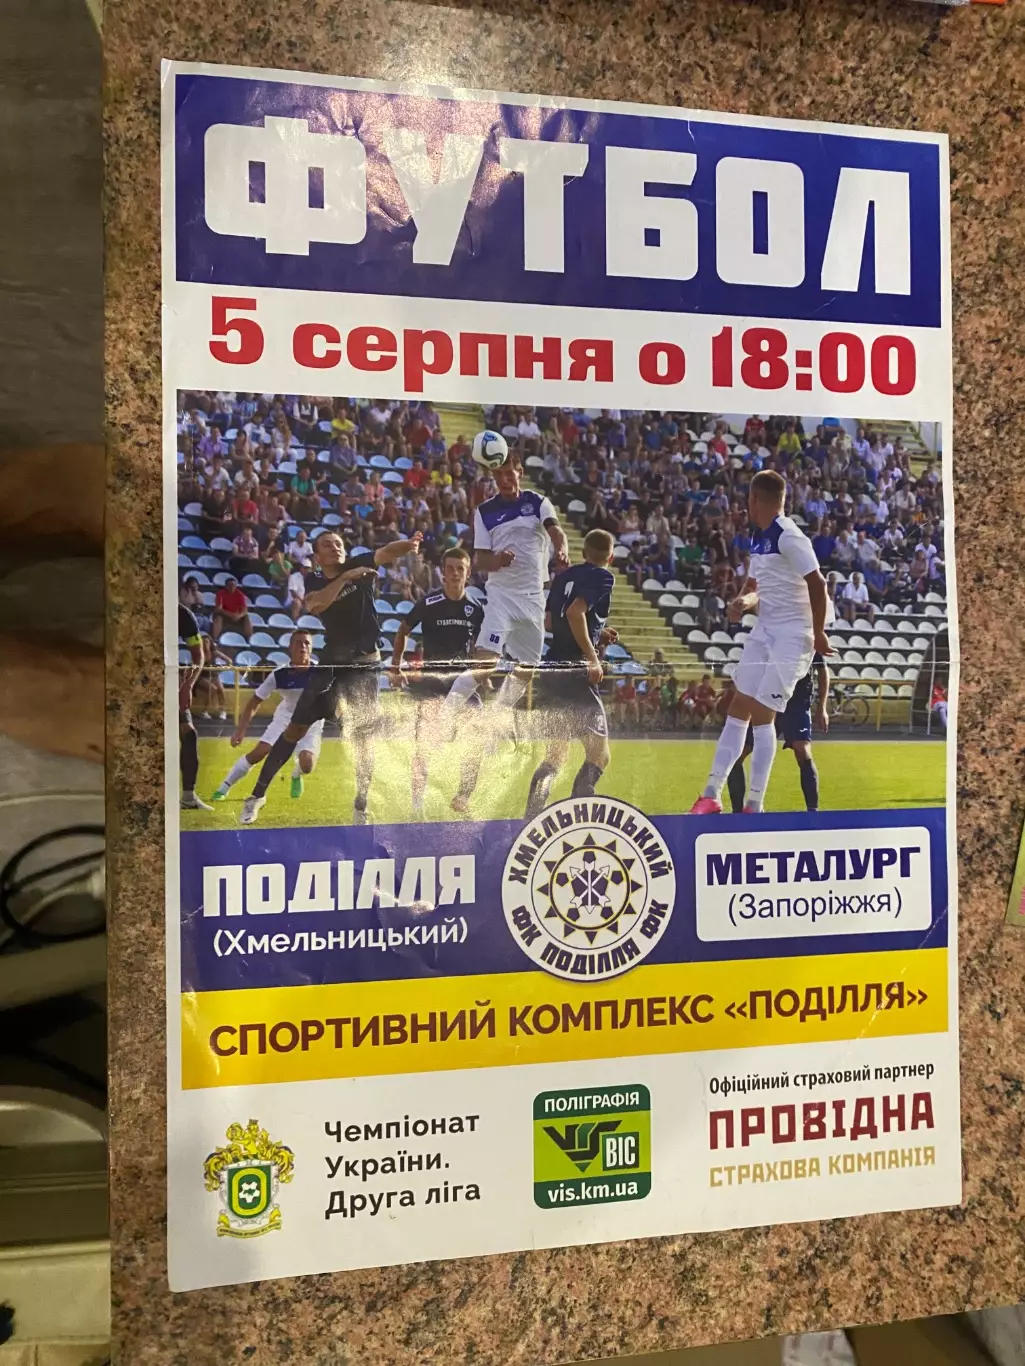 ФУТБОЛ
5 серпня о 18:00
ПОДІЛЛЯ
(Хмельницький)
ХМЕЛЬНИЦЬКИЙ
ФК ПОДІЛЛЯ ФК
МЕТАЛУРГ
(Запоріжжя)
СПОРТИВНИЙ КОМПЛЕКС «ПОДІЛЛЯ»
Чемпіонат
України.
Друга ліга
ПОЛІГРАФІЯ
ВІС
vis.km.ua
Офіційний страховий партнер
ПРОВІДНА
СТРАХОВА КОМПАНІЯ